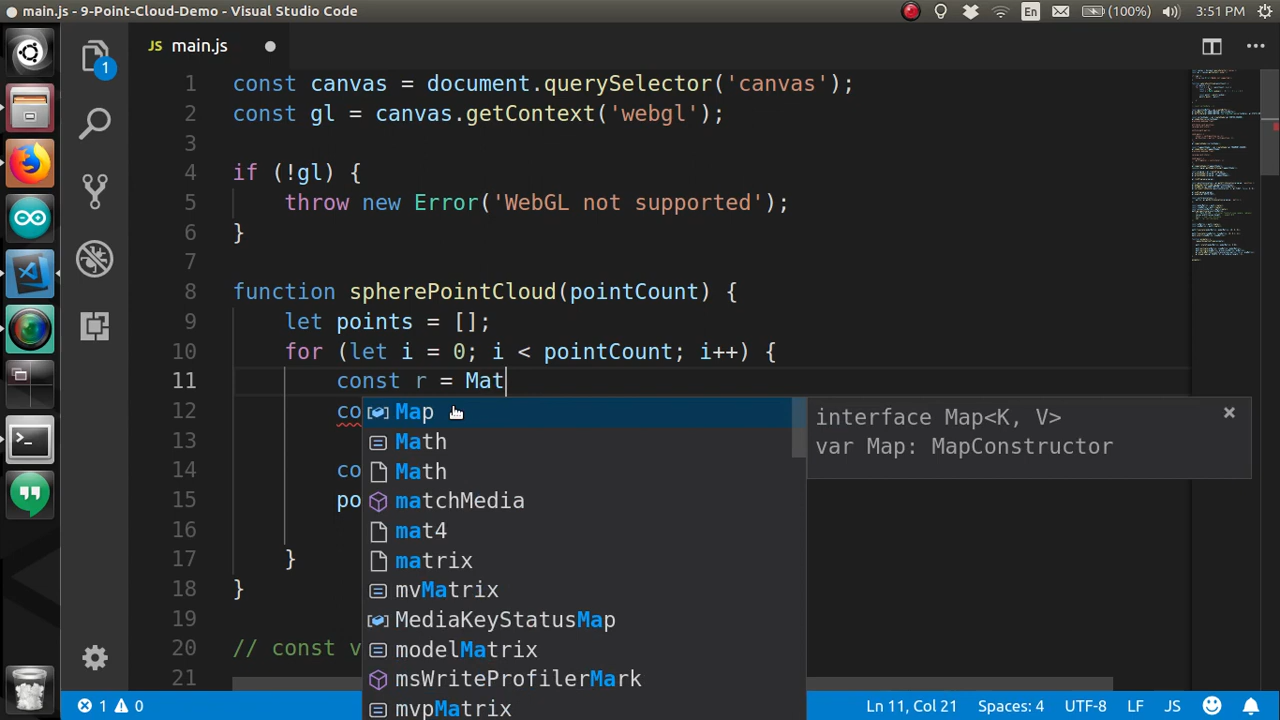 main.js - 9-Point-Cloud-Demo - Visual Studio Code
En
(100%)
3:51 PM
1
JS main.js
1 const canvas = document.querySelector('canvas');
2 const gl = canvas.getContext('webgl');
3
4 if (!gl) {
5 throw new Error('WebGL not supported');
6 }
7
8 function spherePointCloud(pointCount) {
9 let points = [];
10 for (let i = 0; i < pointCount; i++) {
11 const r = Mat
12 co
13
14 co
15 po
16
17 }
18 }
19
20 // const v
21
Map
Math
Math
matchMedia
mat4
matrix
mvMatrix
MediaKeyStatusMap
modelMatrix
msWriteProfilerMark
mvpMatrix
interface Map<K, V>
var Map: MapConstructor
1 0
Ln 11, Col 21
Spaces: 4
UTF-8
LF
JS